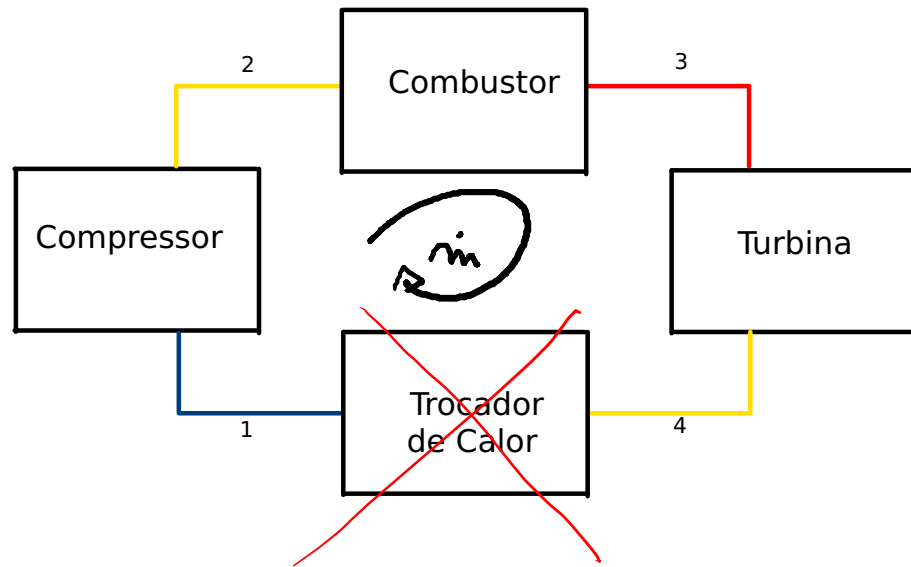 2
Combustor
3
Compressor
ṁ
Turbina
Trocador
de Calor
1
4